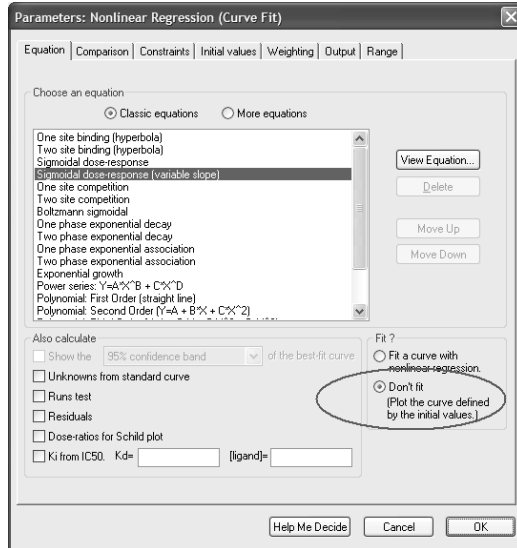 Parameters: Nonlinear Regression (Curve Fit)
Equation Comparison Constraints Initial values Weighting Output Range
Choose an equation
Classic equations More equations
One site binding (hyperbola)
Two site binding (hyperbola)
Sigmoidal dose-response
Sigmoidal dose-response (variable slope)
One site competition
Two site competition
Boltzmann sigmoidal
One phase exponential decay
Two phase exponential decay
One phase exponential association
Two phase exponential association
Exponential growth
Power series: Y=A*X^B + C*X^D
Polynomial: First Order (straight line)
Polynomial: Second Order (Y=A + B*X + C*X^2)
View Equation...
Delete
Move Up
Move Down
Also calculate
Show the 95% confidence band of the best-fit curve
Unknowns from standard curve
Runs test
Residuals
Dose-ratios for Schild plot
Ki from IC50. Kd= [ligand]=
Fit ?
Fit a curve with
nonlinear regression.
Don't fit
(Plot the curve defined
by the initial values.)
Help Me Decide Cancel OK